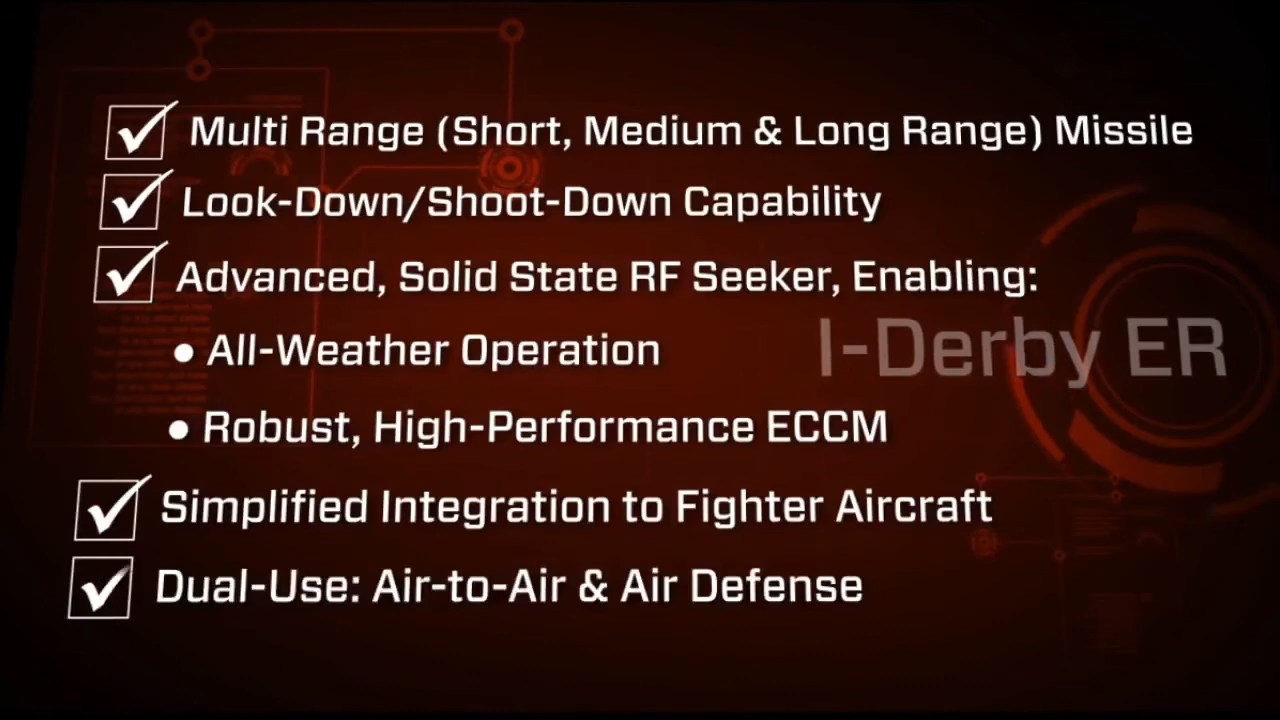 Multi Range (Short, Medium & Long Range) Missile
Look-Down/Shoot-Down Capability
Advanced, Solid State RF Seeker, Enabling:
• All-Weather Operation
I-Derby ER
• Robust, High-Performance ECCM
Simplified Integration to Fighter Aircraft
Dual-Use: Air-to-Air & Air Defense